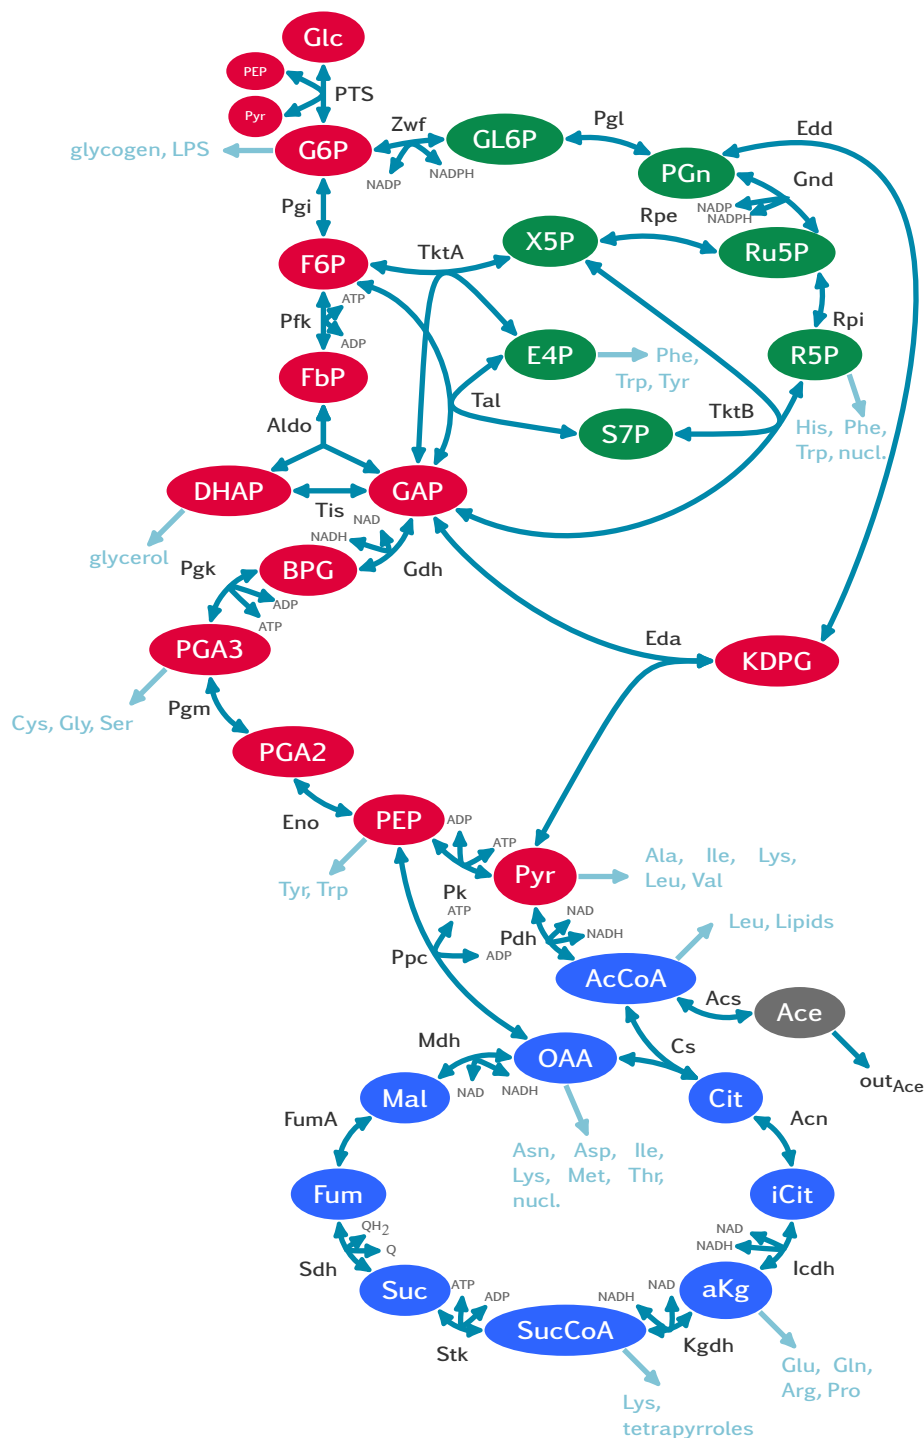 Glc
PEP
PTS
Pyr
Zwf
Pgl
Edd
GL6P
glycogen, LPS
G6P
PGn
NADP
NADPH
Gnd
Pgi
NADP
NADPH
Rpe
X5P
TktA
Ru5P
F6P
ATP
Pfk
ADP
Rpi
E4P
Phe,
Trp, Tyr
R5P
FbP
Tal
TktB
Aldo
S7P
His, Phe,
Trp, nucl.
DHAP
GAP
Tis
NAD
NADH
glycerol
Pgk
BPG
Gdh
ADP
ATP
PGA3
Eda
KDPG
Pgm
Cys, Gly, Ser
PGA2
Eno
PEP
ADP
ATP
Tyr, Trp
Pk
Pyr
Ala, Ile, Lys,
Leu, Val
ATP
NAD
NADH
Leu, Lipids
Ppc
ADP
Pdh
AcCoA
Acs
Ace
Mdh
OAA
Cs
outAce
NAD
NADH
Mal
Cit
FumA
Acn
Asn, Asp, Ile,
Lys, Met, Thr,
nucl.
Fum
iCit
QH2
Q
NAD
NADH
Sdh
Icdh
Suc
ATP
ADP
NADH
NAD
aKg
Stk
SucCoA
Kgdh
Glu, Gln,
Arg, Pro
Lys,
tetrapyrroles